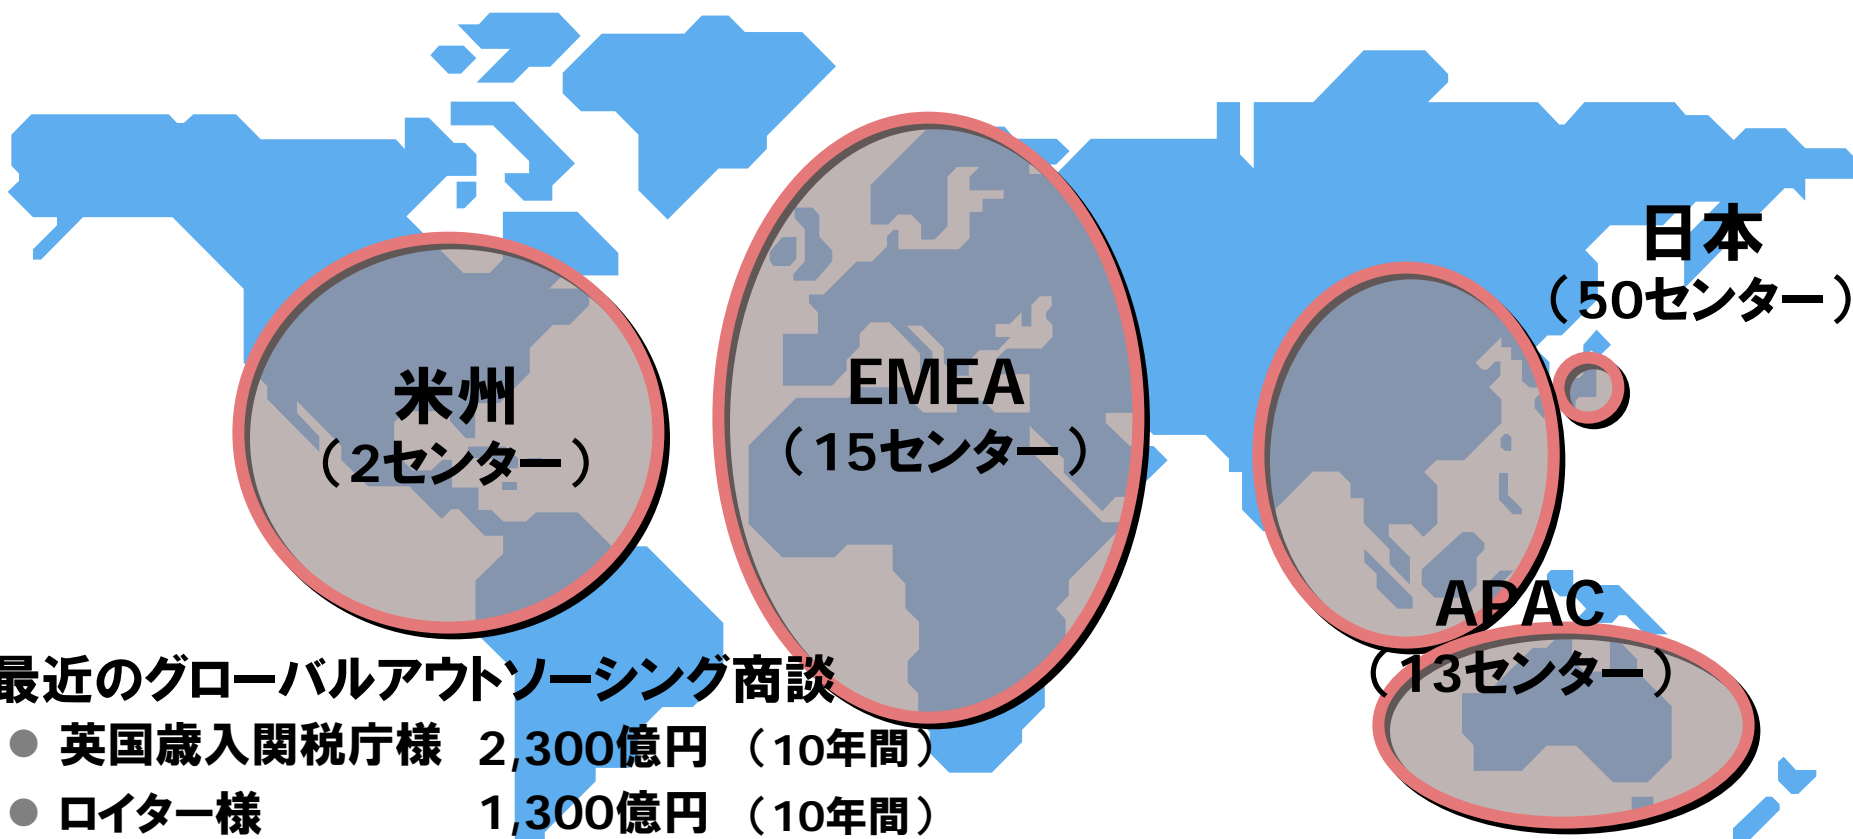 日本
（50センター）
米州
（2センター）
EMEA
（15センター）
APAC
（13センター）
最近のグローバルアウトソーシング商談
● 英国歳入関税庁様 2,300億円 （10年間）
● ロイター様 1,300億円 （10年間）